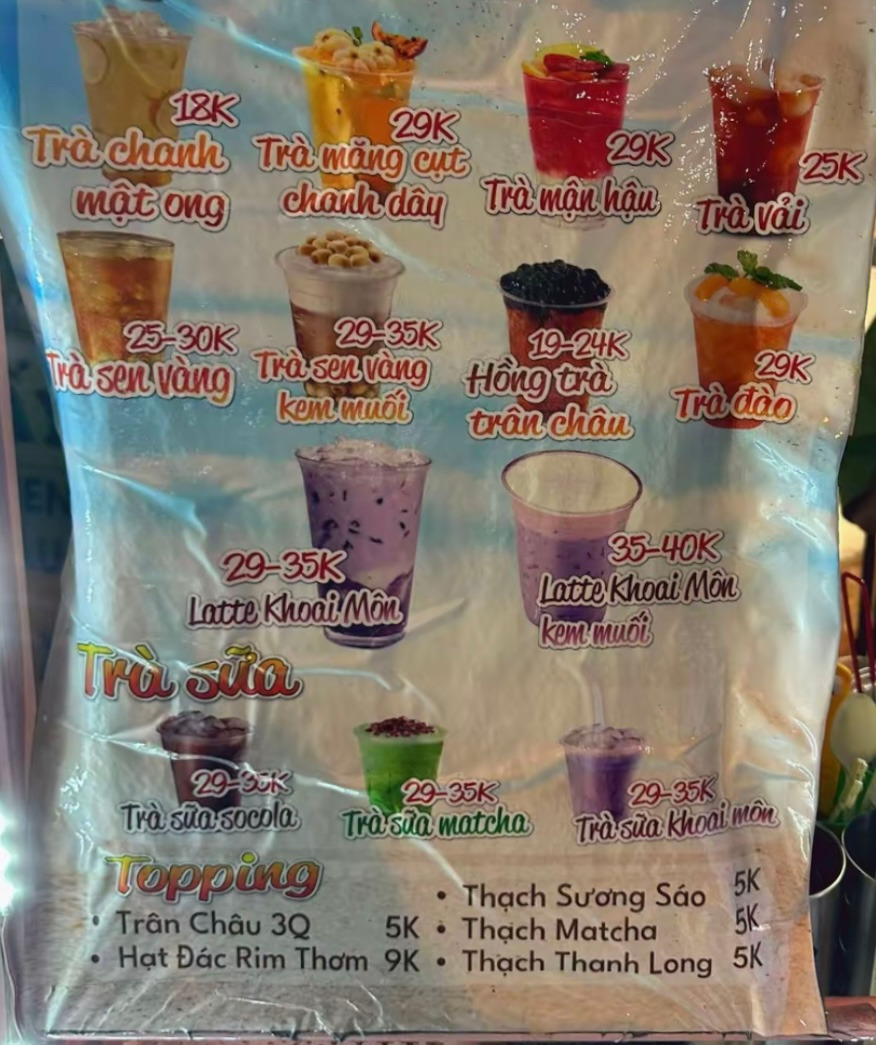 18K
Trà chanh
mật ong
29K
Trà măng cụt
chanh dây
29K
Trà mận hậu
25K
Trà vải
25-30K
Trà sen vàng
29-35K
Trà sen vàng
kem muối
19-24K
Hồng trà
trân châu
29K
Trà đào
29-35K
Latte Khoai Môn
35-40K
Latte Khoai Môn
kem muối
Trà sữa
29-35K
Trà sữa socola
29-35K
Trà sữa matcha
29-35K
Trà sữa khoai môn
Topping
• Trân Châu 3Q 5K
• Hạt Đác Rim Thơm 9K
• Thạch Sương Sáo 5K
• Thạch Matcha 5K
• Thạch Thanh Long 5K